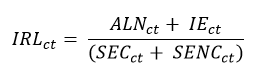 IRL_ct = (ALN_ct + IE_ct) / (SEC_ct + SENC_ct)